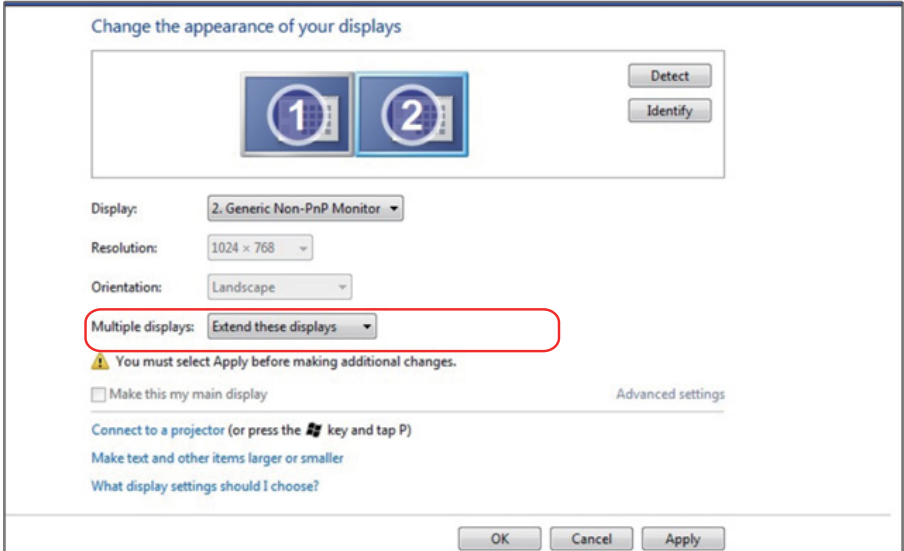 Change the appearance of your displays
1 2
Detect
Identify
Display: 2. Generic Non-PnP Monitor
Resolution: 1024 × 768
Orientation: Landscape
Multiple displays: Extend these displays
You must select Apply before making additional changes.
Make this my main display Advanced settings
Connect to a projector (or press the key and tap P)
Make text and other items larger or smaller
What display settings should I choose?
OK Cancel Apply